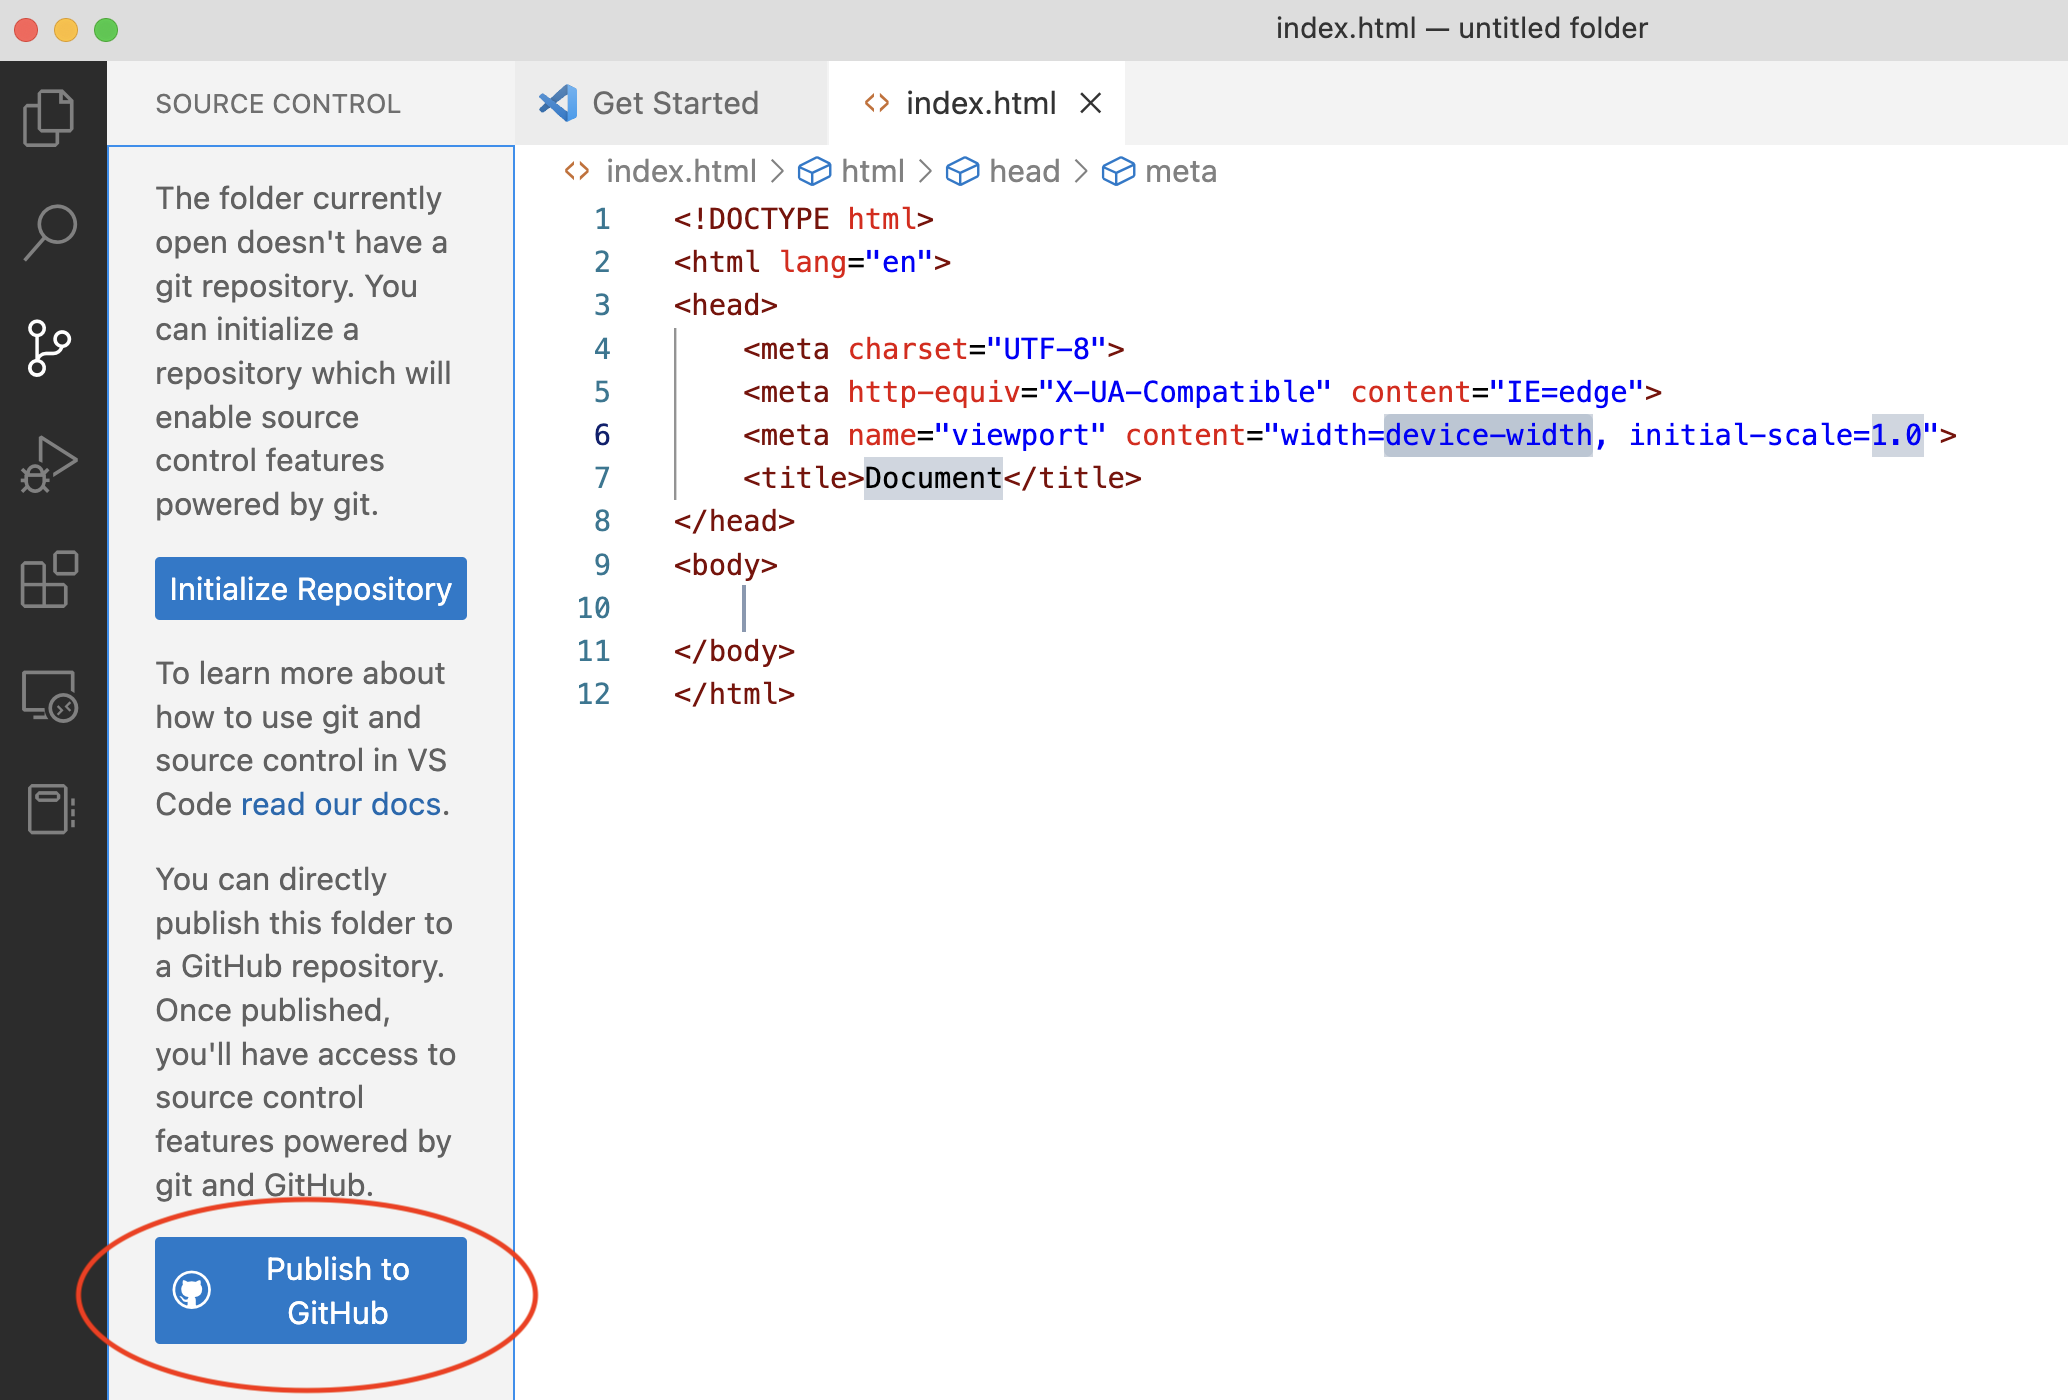 index.html — untitled folder
SOURCE CONTROL
Get Started
index.html
index.html > html > head > meta
The folder currently
open doesn't have a
git repository. You
can initialize a
repository which will
enable source
control features
powered by git.
Initialize Repository
To learn more about
how to use git and
source control in VS
Code read our docs.
You can directly
publish this folder to
a GitHub repository.
Once published,
you'll have access to
source control
features powered by
git and GitHub.
Publish to
GitHub
1 <!DOCTYPE html>
2 <html lang="en">
3 <head>
4     <meta charset="UTF-8">
5     <meta http-equiv="X-UA-Compatible" content="IE=edge">
6     <meta name="viewport" content="width=device-width, initial-scale=1.0">
7     <title>Document</title>
8 </head>
9 <body>
10
11 </body>
12 </html>